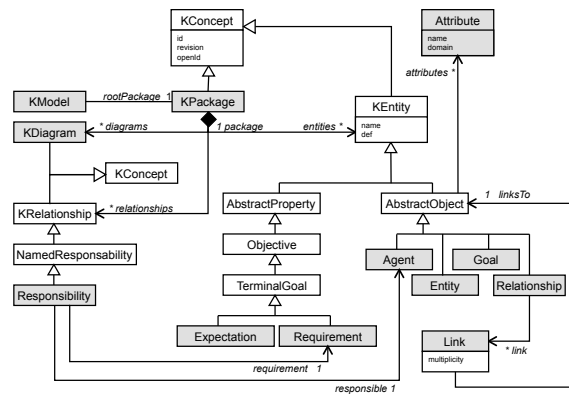 KConcept
id
revision
openId
Attribute
name
domain
attributes *
KModel
rootPackage 1
KPackage
KEntity
name
def
KDiagram
* diagrams
1 package
entities *
KConcept
KRelationship
* relationships
AbstractProperty
AbstractObject
1 linksTo
NamedResponsability
Objective
Agent
Goal
Entity
Relationship
Responsibility
TerminalGoal
Expectation
Requirement
Link
multiplicity
* link
requirement 1
responsible 1